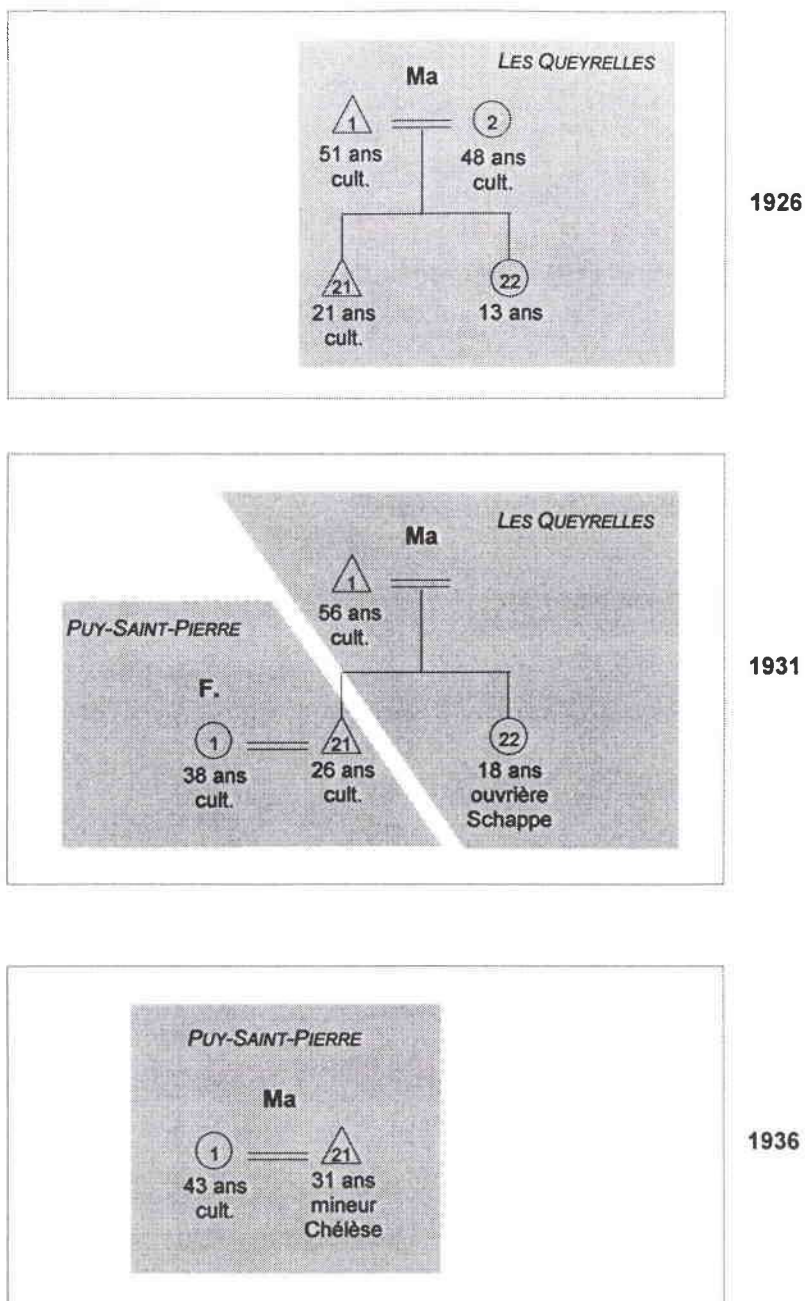 LES QUEYRELLES
Ma
1
2
51 ans
cult.
48 ans
cult.
21
22
21 ans
cult.
13 ans
1926
LES QUEYRELLES
Ma
1
56 ans
cult.
PUY-SAINT-PIERRE
F.
1
21
22
38 ans
cult.
26 ans
cult.
18 ans
ouvrière
Schappe
1931
PUY-SAINT-PIERRE
Ma
1
21
43 ans
cult.
31 ans
mineur
Chélèse
1936